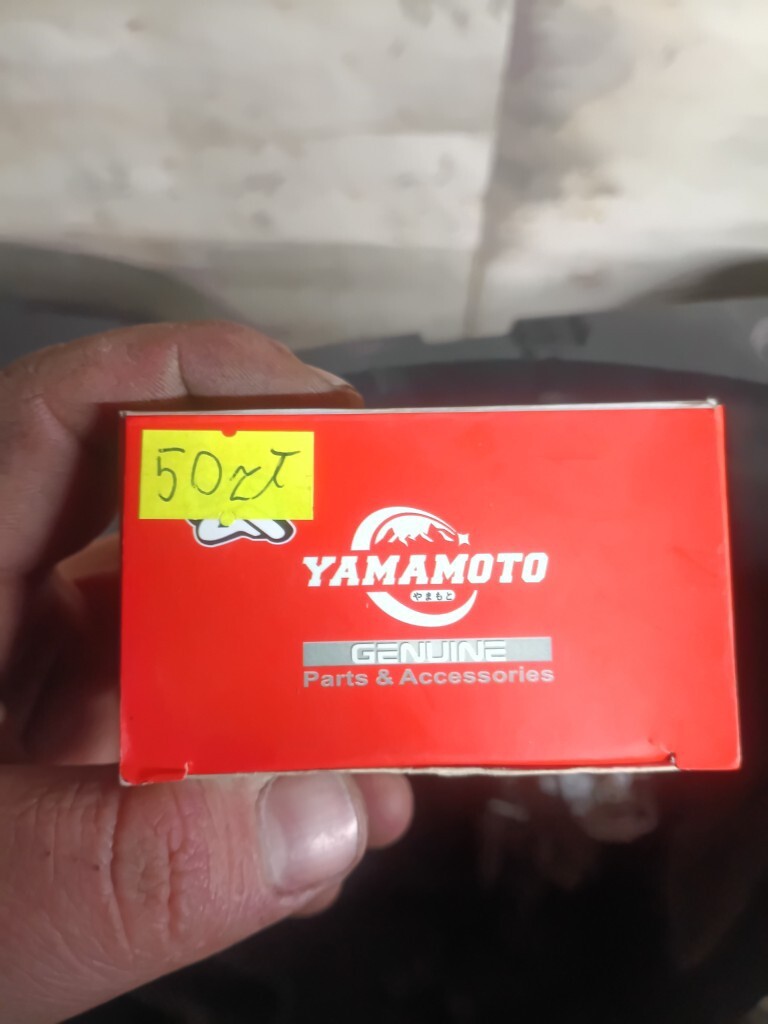 50zł
YAMAMOTO
やまもと
GENUINE
Parts & Accessories